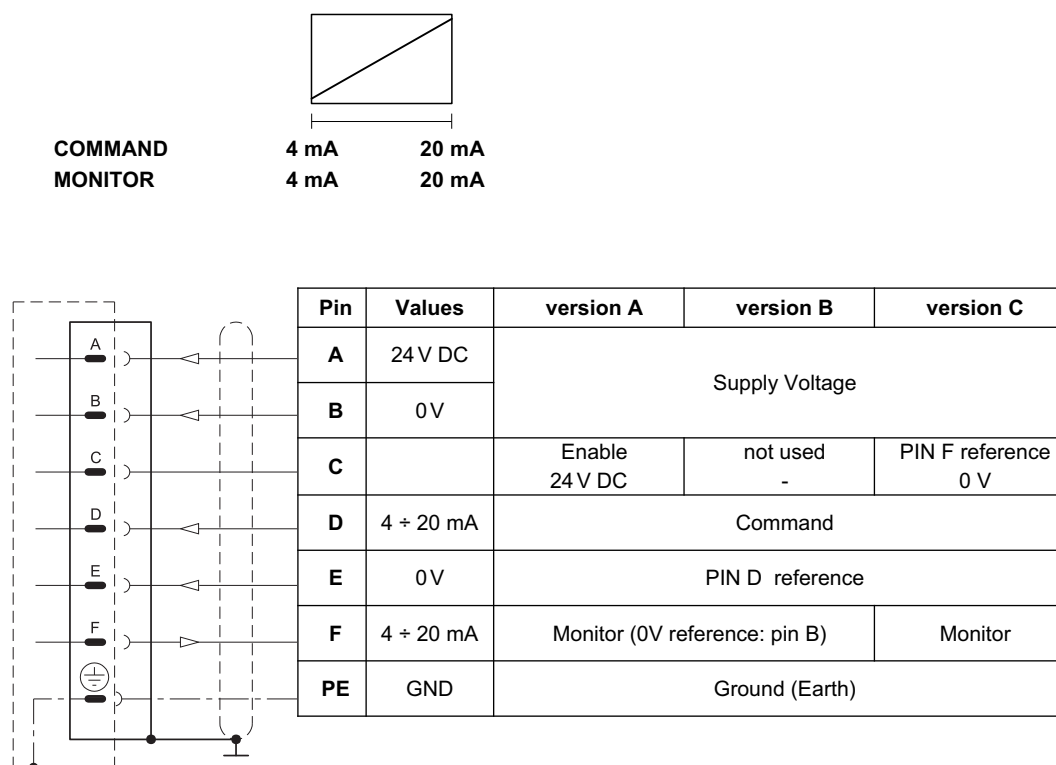 COMMAND 4 mA 20 mA
MONITOR 4 mA 20 mA
Pin Values version A version B version C
A A 24 V DC
Supply Voltage
B B 0 V
C C Enable not used PIN F reference
24 V DC - 0 V
D D 4 ÷ 20 mA Command
E E 0 V PIN D reference
F F 4 ÷ 20 mA Monitor (0V reference: pin B) Monitor
PE GND Ground (Earth)